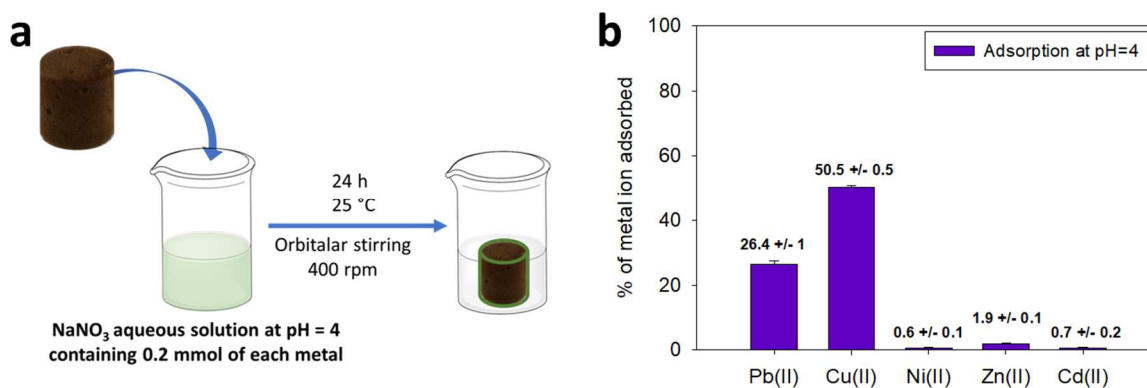 a
24 h
25 °C
Orbitalar stirring
400 rpm
NaNO₃ aqueous solution at pH = 4
containing 0.2 mmol of each metal
b
% of metal ion adsorbed
100
80
60
40
20
0
Adsorption at pH=4
26.4 +/- 1
50.5 +/- 0.5
0.6 +/- 0.1
1.9 +/- 0.1
0.7 +/- 0.2
Pb(II) Cu(II) Ni(II) Zn(II) Cd(II)